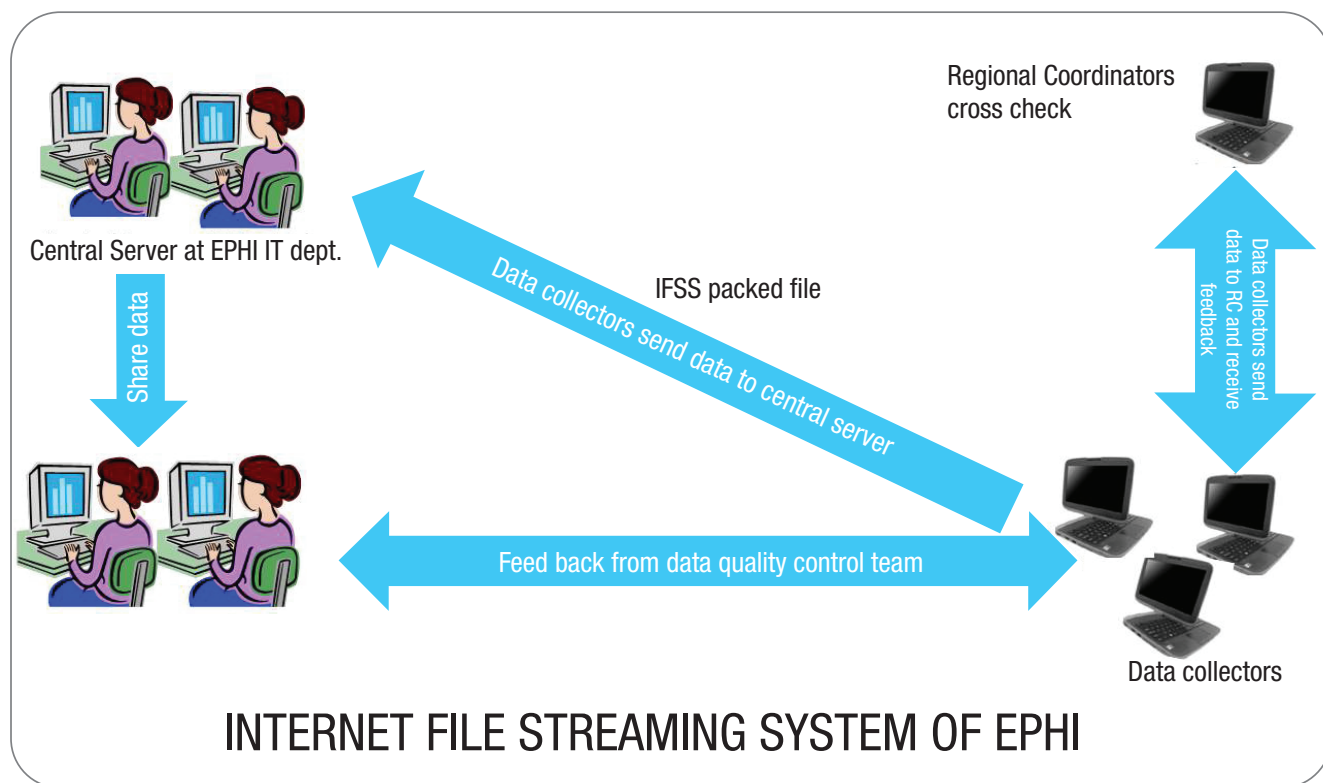 Regional Coordinators
cross check
Central Server at EPHI IT dept.
IFSS packed file
Data collectors send data to central server
Data collectors send
data to RC and receive
feedback
Share data
Feed back from data quality control team
Data collectors
INTERNET FILE STREAMING SYSTEM OF EPHI